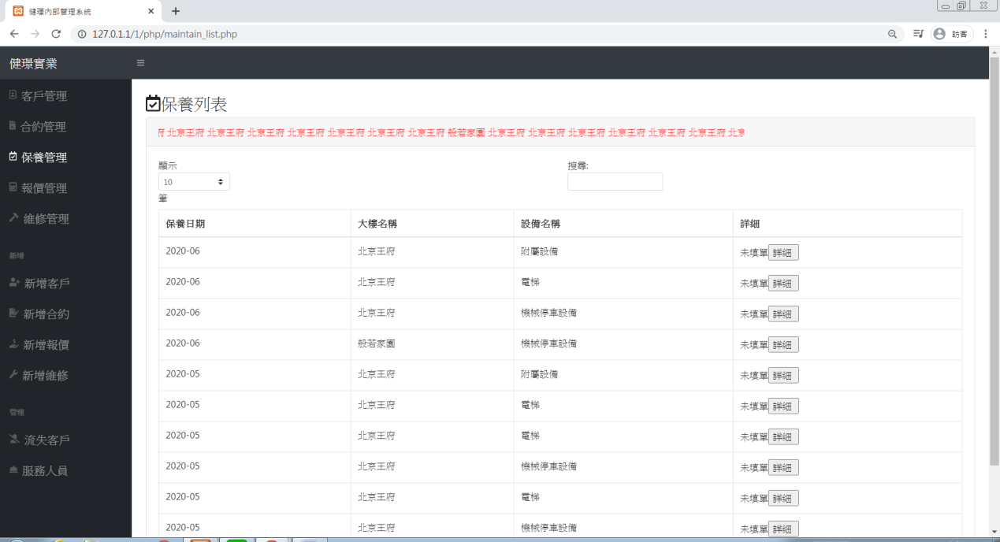 健璟內部管理系統
127.0.1.1/1/php/maintain_list.php
訪客
健璟實業
客戶管理
合約管理
保養管理
報價管理
維修管理
新增
新增客戶
新增合約
新增報價
新增維修
管理
流失客戶
服務人員
保養列表
府 北京王府 北京王府 北京王府 北京王府 北京王府 北京王府 北京王府 般若家園 北京王府 北京王府 北京王府 北京王府 北京王府 北京王府 北京
顯示
10
筆
搜尋:
保養日期 大樓名稱 設備名稱 詳細
2020-06 北京王府 附屬設備 未填單 詳細
2020-06 北京王府 電梯 未填單 詳細
2020-06 北京王府 機械停車設備 未填單 詳細
2020-06 般若家園 機械停車設備 未填單 詳細
2020-05 北京王府 附屬設備 未填單 詳細
2020-05 北京王府 電梯 未填單 詳細
2020-05 北京王府 電梯 未填單 詳細
2020-05 北京王府 機械停車設備 未填單 詳細
2020-05 北京王府 電梯 未填單 詳細
2020-05 北京王府 機械停車設備 未填單 詳細